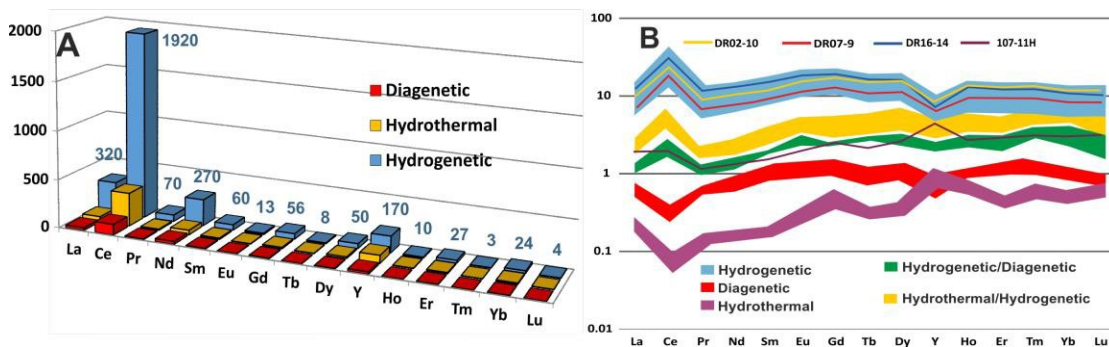 A
2000
1500
1000
500
0
1920
320
70
270
60
13
56
8
50
170
10
27
3
24
4
Diagenetic
Hydrothermal
Hydrogenetic
La Ce Pr Nd Sm Eu Gd Tb Dy Y Ho Er Tm Yb Lu
B
100
10
1
0.1
0.01
DR02-10 DR07-9 DR16-14 107-11H
Hydrogenetic
Diagenetic
Hydrothermal
Hydrogenetic/Diagenetic
Hydrothermal/Hydrogenetic
La Ce Pr Nd Sm Eu Gd Tb Dy Y Ho Er Tm Yb Lu